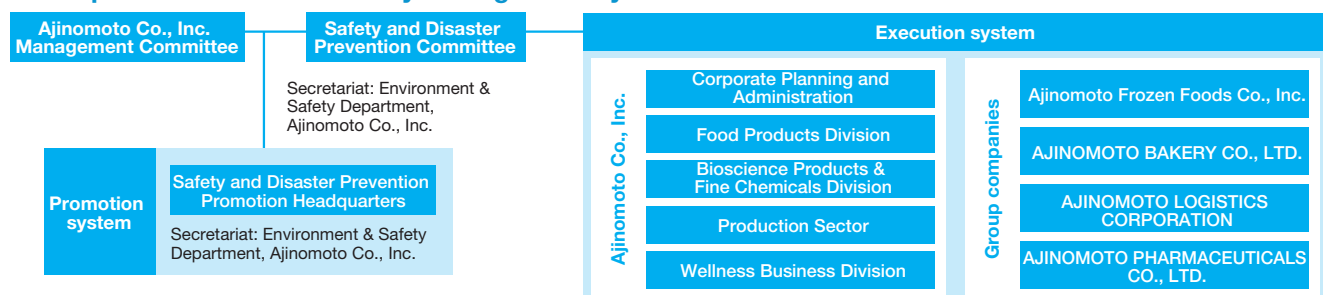 Ajinomoto Co., Inc.
Management Committee
Safety and Disaster
Prevention Committee
Secretariat: Environment &
Safety Department,
Ajinomoto Co., Inc.
Promotion
system
Safety and Disaster Prevention
Promotion Headquarters
Secretariat: Environment & Safety
Department, Ajinomoto Co., Inc.
Execution system
Ajinomoto Co., Inc.
Corporate Planning and
Administration
Food Products Division
Bioscience Products &
Fine Chemicals Division
Production Sector
Wellness Business Division
Group companies
Ajinomoto Frozen Foods Co., Inc.
AJINOMOTO BAKERY CO., LTD.
AJINOMOTO LOGISTICS
CORPORATION
AJINOMOTO PHARMACEUTICALS
CO., LTD.